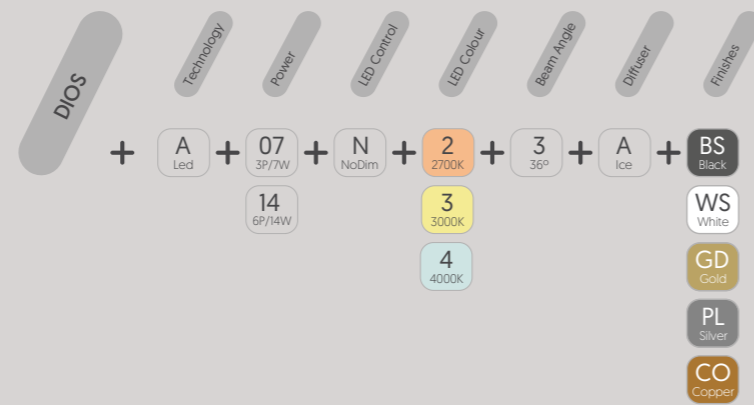 DIOS
Technology
Power
LED Control
LED Colour
Beam Angle
Diffuser
Finishes
+ A + 07 + N + 2 + 3 + A + BS
Led 3P/7W NoDim 2700K 36º Ice Black
14 3 WS
6P/14W 3000K White
4 GD
4000K Gold
PL
Silver
CO
Copper